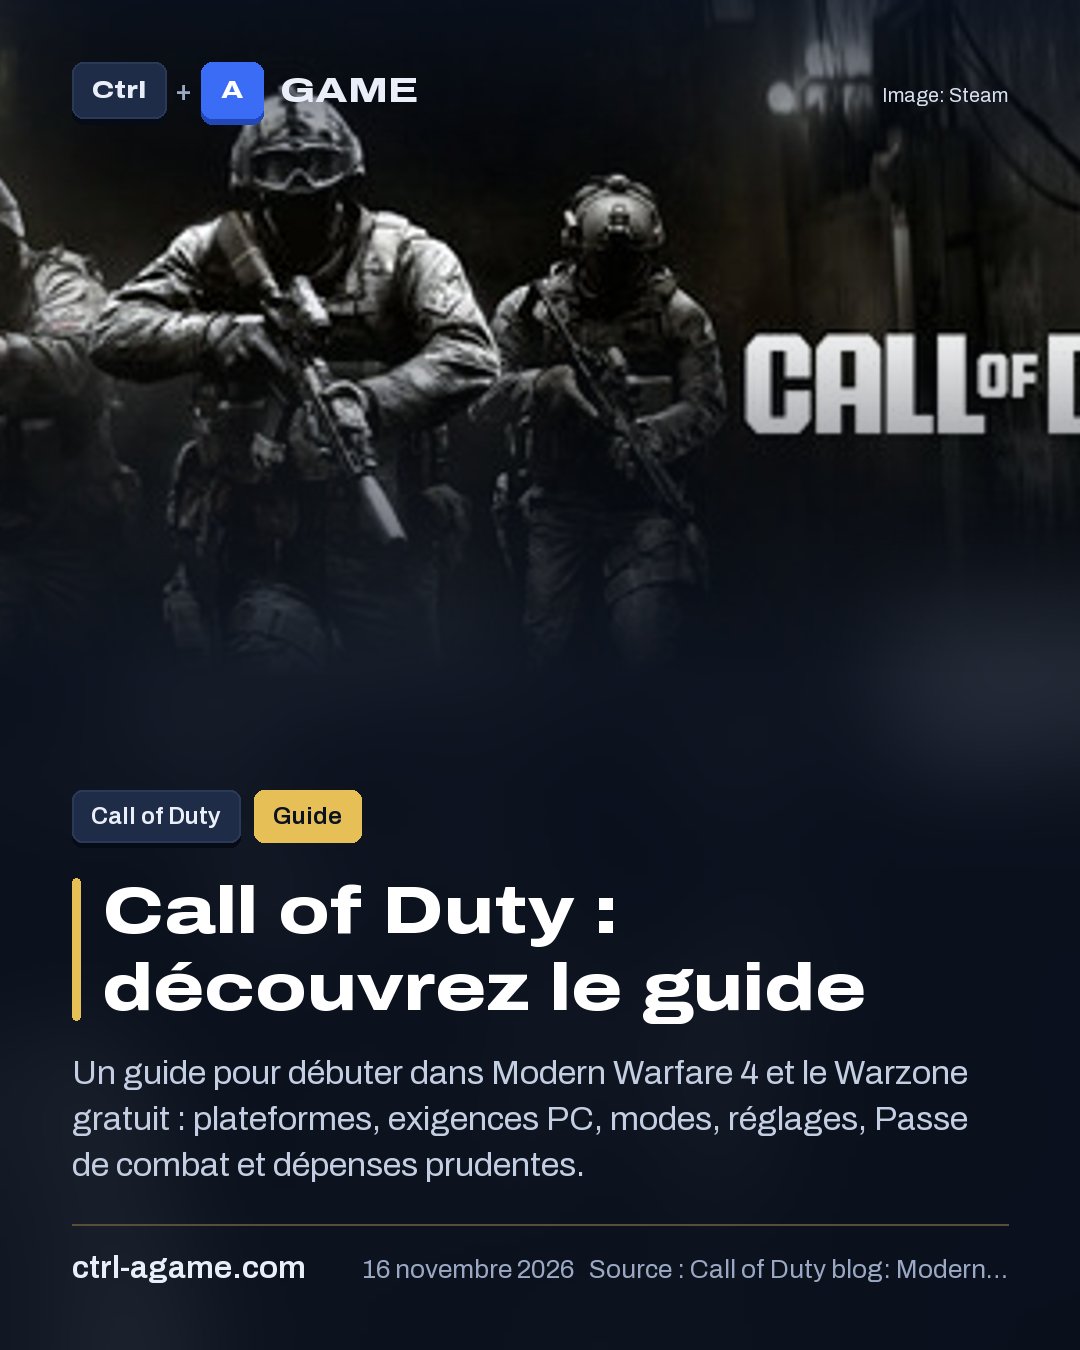 Ctrl + A GAME
Image: Steam
CALL OF D
Call of Duty Guide
Call of Duty :
découvrez le guide
Un guide pour débuter dans Modern Warfare 4 et le Warzone
gratuit : plateformes, exigences PC, modes, réglages, Passe
de combat et dépenses prudentes.
ctrl-agame.com 16 novembre 2026 Source : Call of Duty blog: Modern...